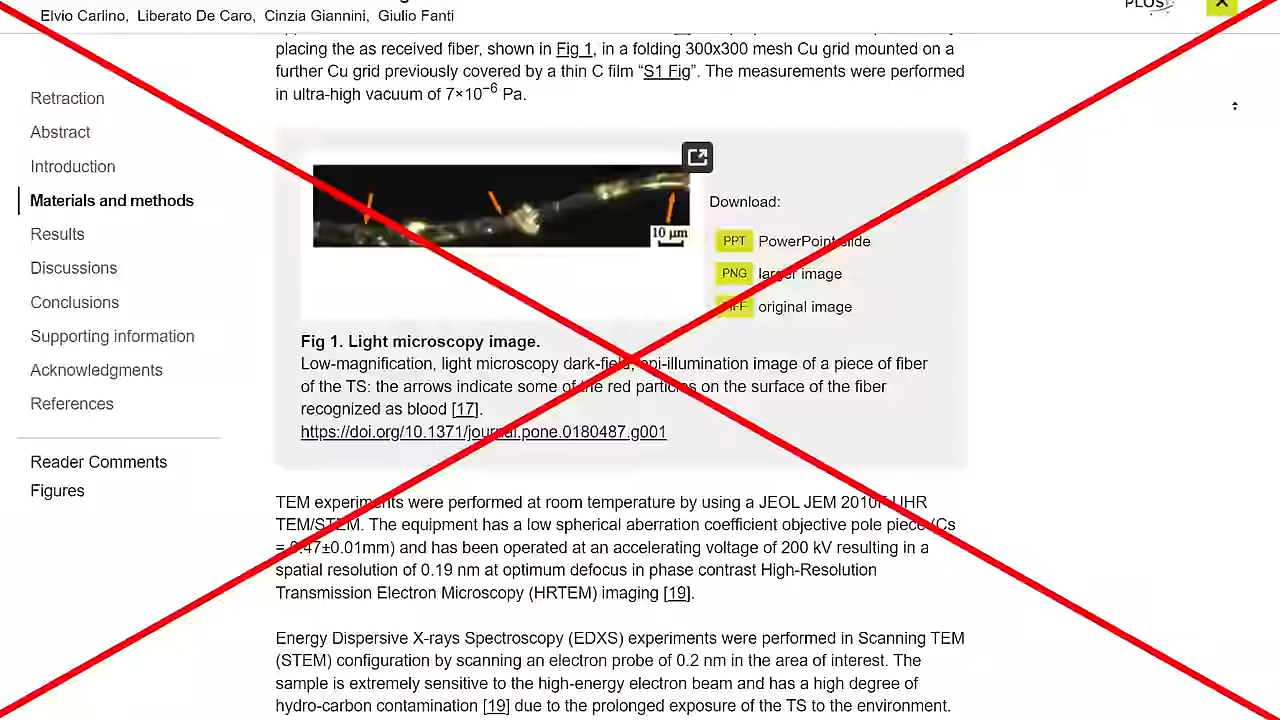 Elvio Carlino, Liberato De Caro, Cinzia Giannini, Giulio Fanti
PLOS
placing the as received fiber, shown in Fig 1, in a folding 300x300 mesh Cu grid mounted on a
further Cu grid previously covered by a thin C film “S1 Fig”. The measurements were performed
in ultra-high vacuum of 7×10−6 Pa.
Retraction
Abstract
Introduction
Materials and methods
Results
Discussions
Conclusions
Supporting information
Acknowledgments
References
Reader Comments
Figures
10 µm
Download:
PPT PowerPoint slide
PNG larger image
TIFF original image
Fig 1. Light microscopy image.
Low-magnification, light microscopy dark-field, epi-illumination image of a piece of fiber
of the TS: the arrows indicate some of the red particles on the surface of the fiber
recognized as blood [17].
https://doi.org/10.1371/journal.pone.0180487.g001
TEM experiments were performed at room temperature by using a JEOL JEM 2010F UHR
TEM/STEM. The equipment has a low spherical aberration coefficient objective pole piece (Cs
= 0.47±0.01mm) and has been operated at an accelerating voltage of 200 kV resulting in a
spatial resolution of 0.19 nm at optimum defocus in phase contrast High-Resolution
Transmission Electron Microscopy (HRTEM) imaging [19].
Energy Dispersive X-rays Spectroscopy (EDXS) experiments were performed in Scanning TEM
(STEM) configuration by scanning an electron probe of 0.2 nm in the area of interest. The
sample is extremely sensitive to the high-energy electron beam and has a high degree of
hydro-carbon contamination [19] due to the prolonged exposure of the TS to the environment.